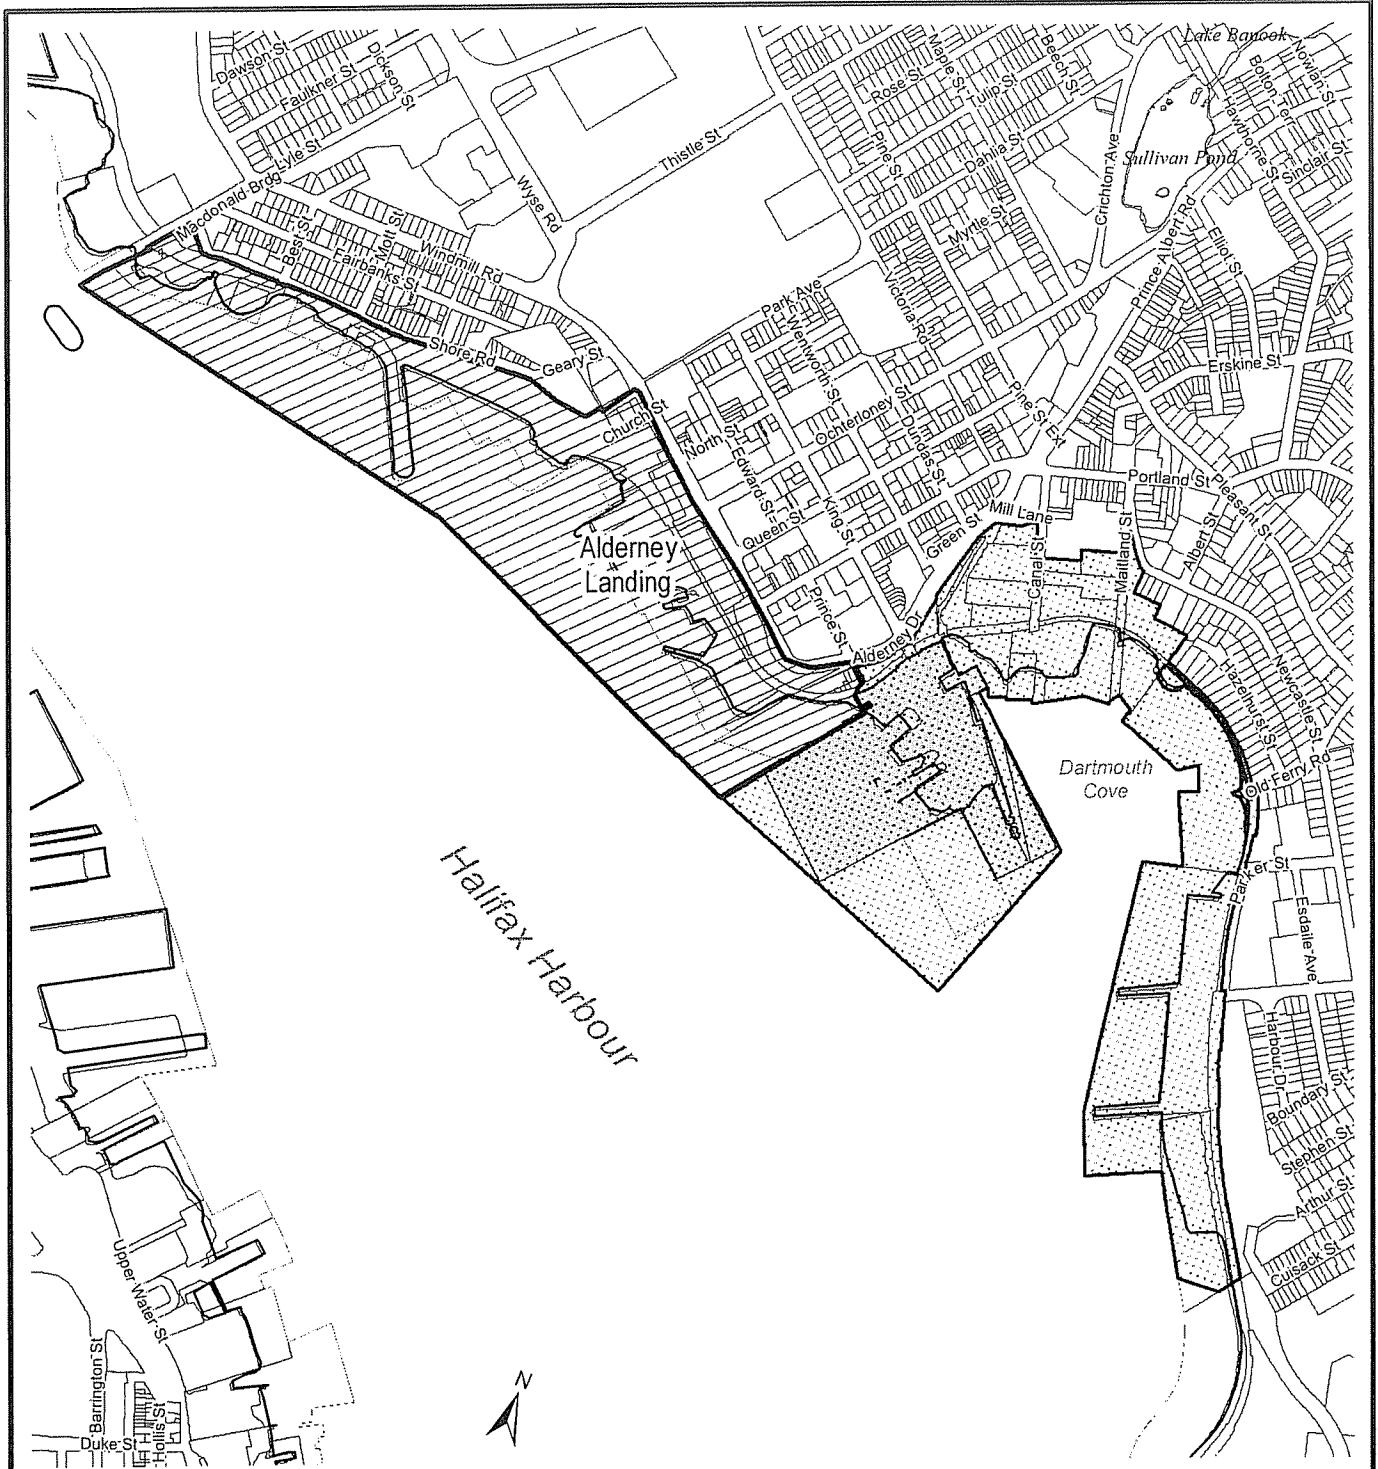 Lake Banook
Dawson St
Faulkner St
Dickson St
Lyle St
Macdonald Brdg
Best St
Mott St
Fairbanks St
Windmill Rd
Wyse Rd
Thistle St
Rose St
Maple St
Tulip St
Beech St
Pine St
Dahlia St
Myrtle St
Crichton Ave
Sullivan Pond
Bolton Terr
Nowlan St
Hawthorne St
Sinclair St
Prince Albert Rd
Elliot St
Erskine St
Park Ave
Victoria Rd
Wentworth St
Shore Rd
Geary St
Church St
North St
Edward St
Ochterloney St
Dundas St
Pine St Ext
Queen St
King St
Green St
Mill Lane
Portland St
Pleasant St
Canal St
Maitland St
Albert St
Prince St
Alderney Dr
Alderney
Landing
Hazelhurst St
Newcastle St
Old Ferry Rd
Dartmouth
Cove
Parker St
Esdaile Ave
Halifax Harbour
Harbour Dr
Boundary St
Stephen St
Arthur St
Cuisack St
Upper Water St
Barrington St
Hollis St
Duke St
N